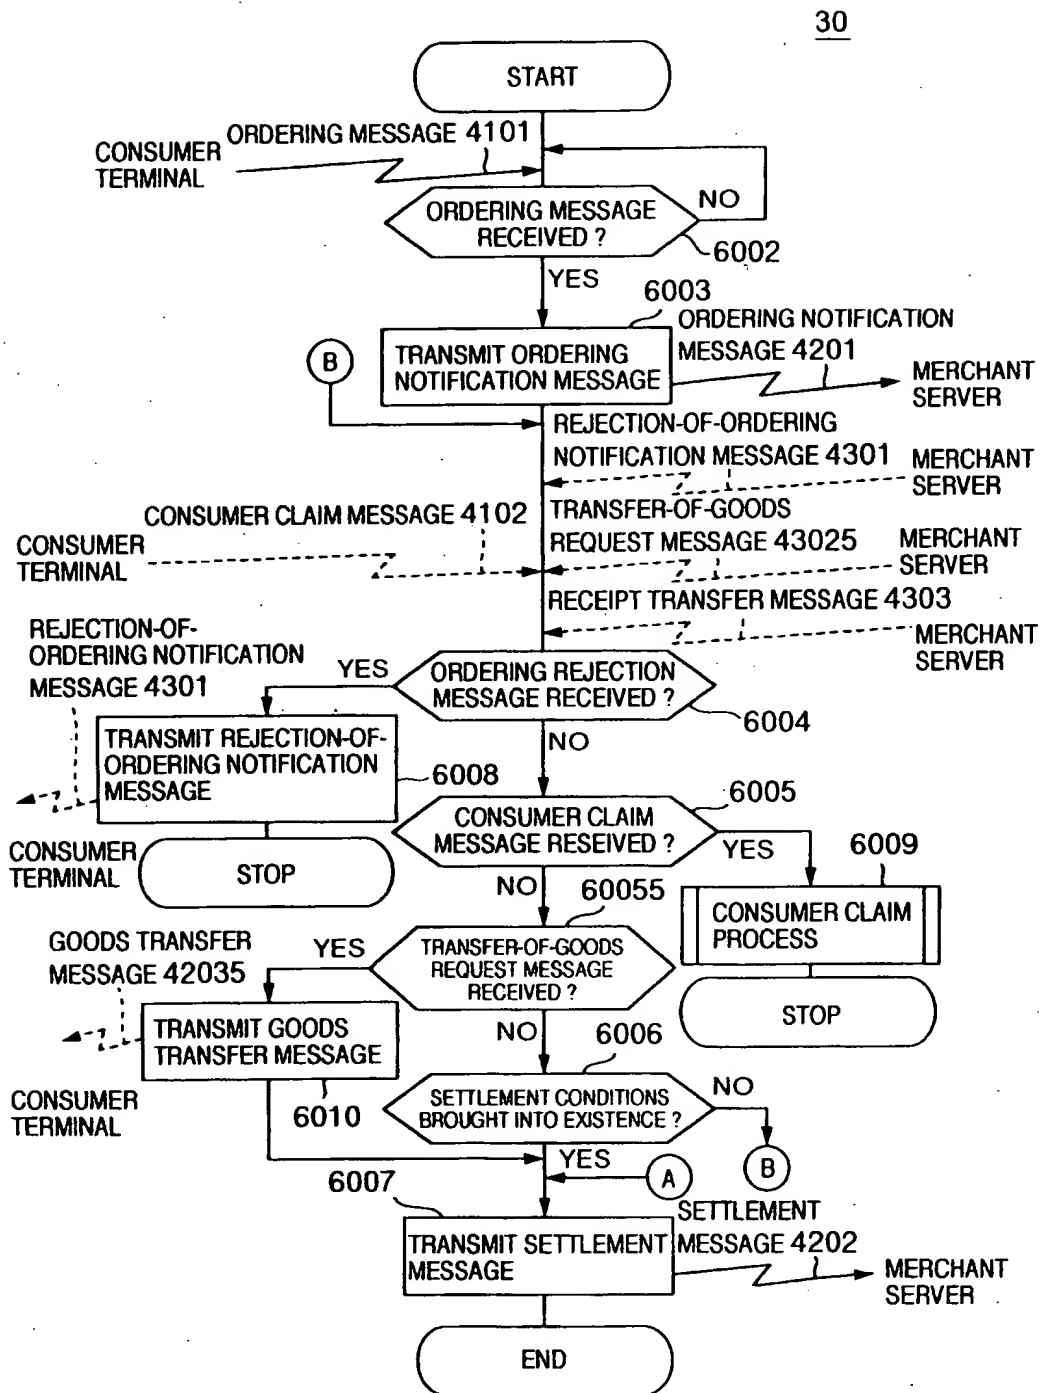 30
START
ORDERING MESSAGE 4101
CONSUMER
TERMINAL
ORDERING MESSAGE
RECEIVED ?
NO
6002
YES
6003
ORDERING NOTIFICATION
MESSAGE 4201
TRANSMIT ORDERING
NOTIFICATION MESSAGE
B
MERCHANT
SERVER
REJECTION-OF-ORDERING
NOTIFICATION MESSAGE 4301
MERCHANT
SERVER
CONSUMER CLAIM MESSAGE 4102
CONSUMER
TERMINAL
TRANSFER-OF-GOODS
REQUEST MESSAGE 43025
MERCHANT
SERVER
RECEIPT TRANSFER MESSAGE 4303
MERCHANT
SERVER
REJECTION-OF-
ORDERING NOTIFICATION
MESSAGE 4301
YES
ORDERING REJECTION
MESSAGE RECEIVED ?
6004
NO
TRANSMIT REJECTION-OF-
ORDERING NOTIFICATION
MESSAGE
6008
CONSUMER
TERMINAL
STOP
6005
CONSUMER CLAIM
MESSAGE RESEIVED ?
YES
6009
CONSUMER CLAIM
PROCESS
STOP
NO
60055
TRANSFER-OF-GOODS
REQUEST MESSAGE
RECEIVED ?
YES
GOODS TRANSFER
MESSAGE 42035
TRANSMIT GOODS
TRANSFER MESSAGE
6010
CONSUMER
TERMINAL
NO
6006
SETTLEMENT CONDITIONS
BROUGHT INTO EXISTENCE ?
NO
B
YES
A
6007
SETTLEMENT
MESSAGE 4202
TRANSMIT SETTLEMENT
MESSAGE
MERCHANT
SERVER
END